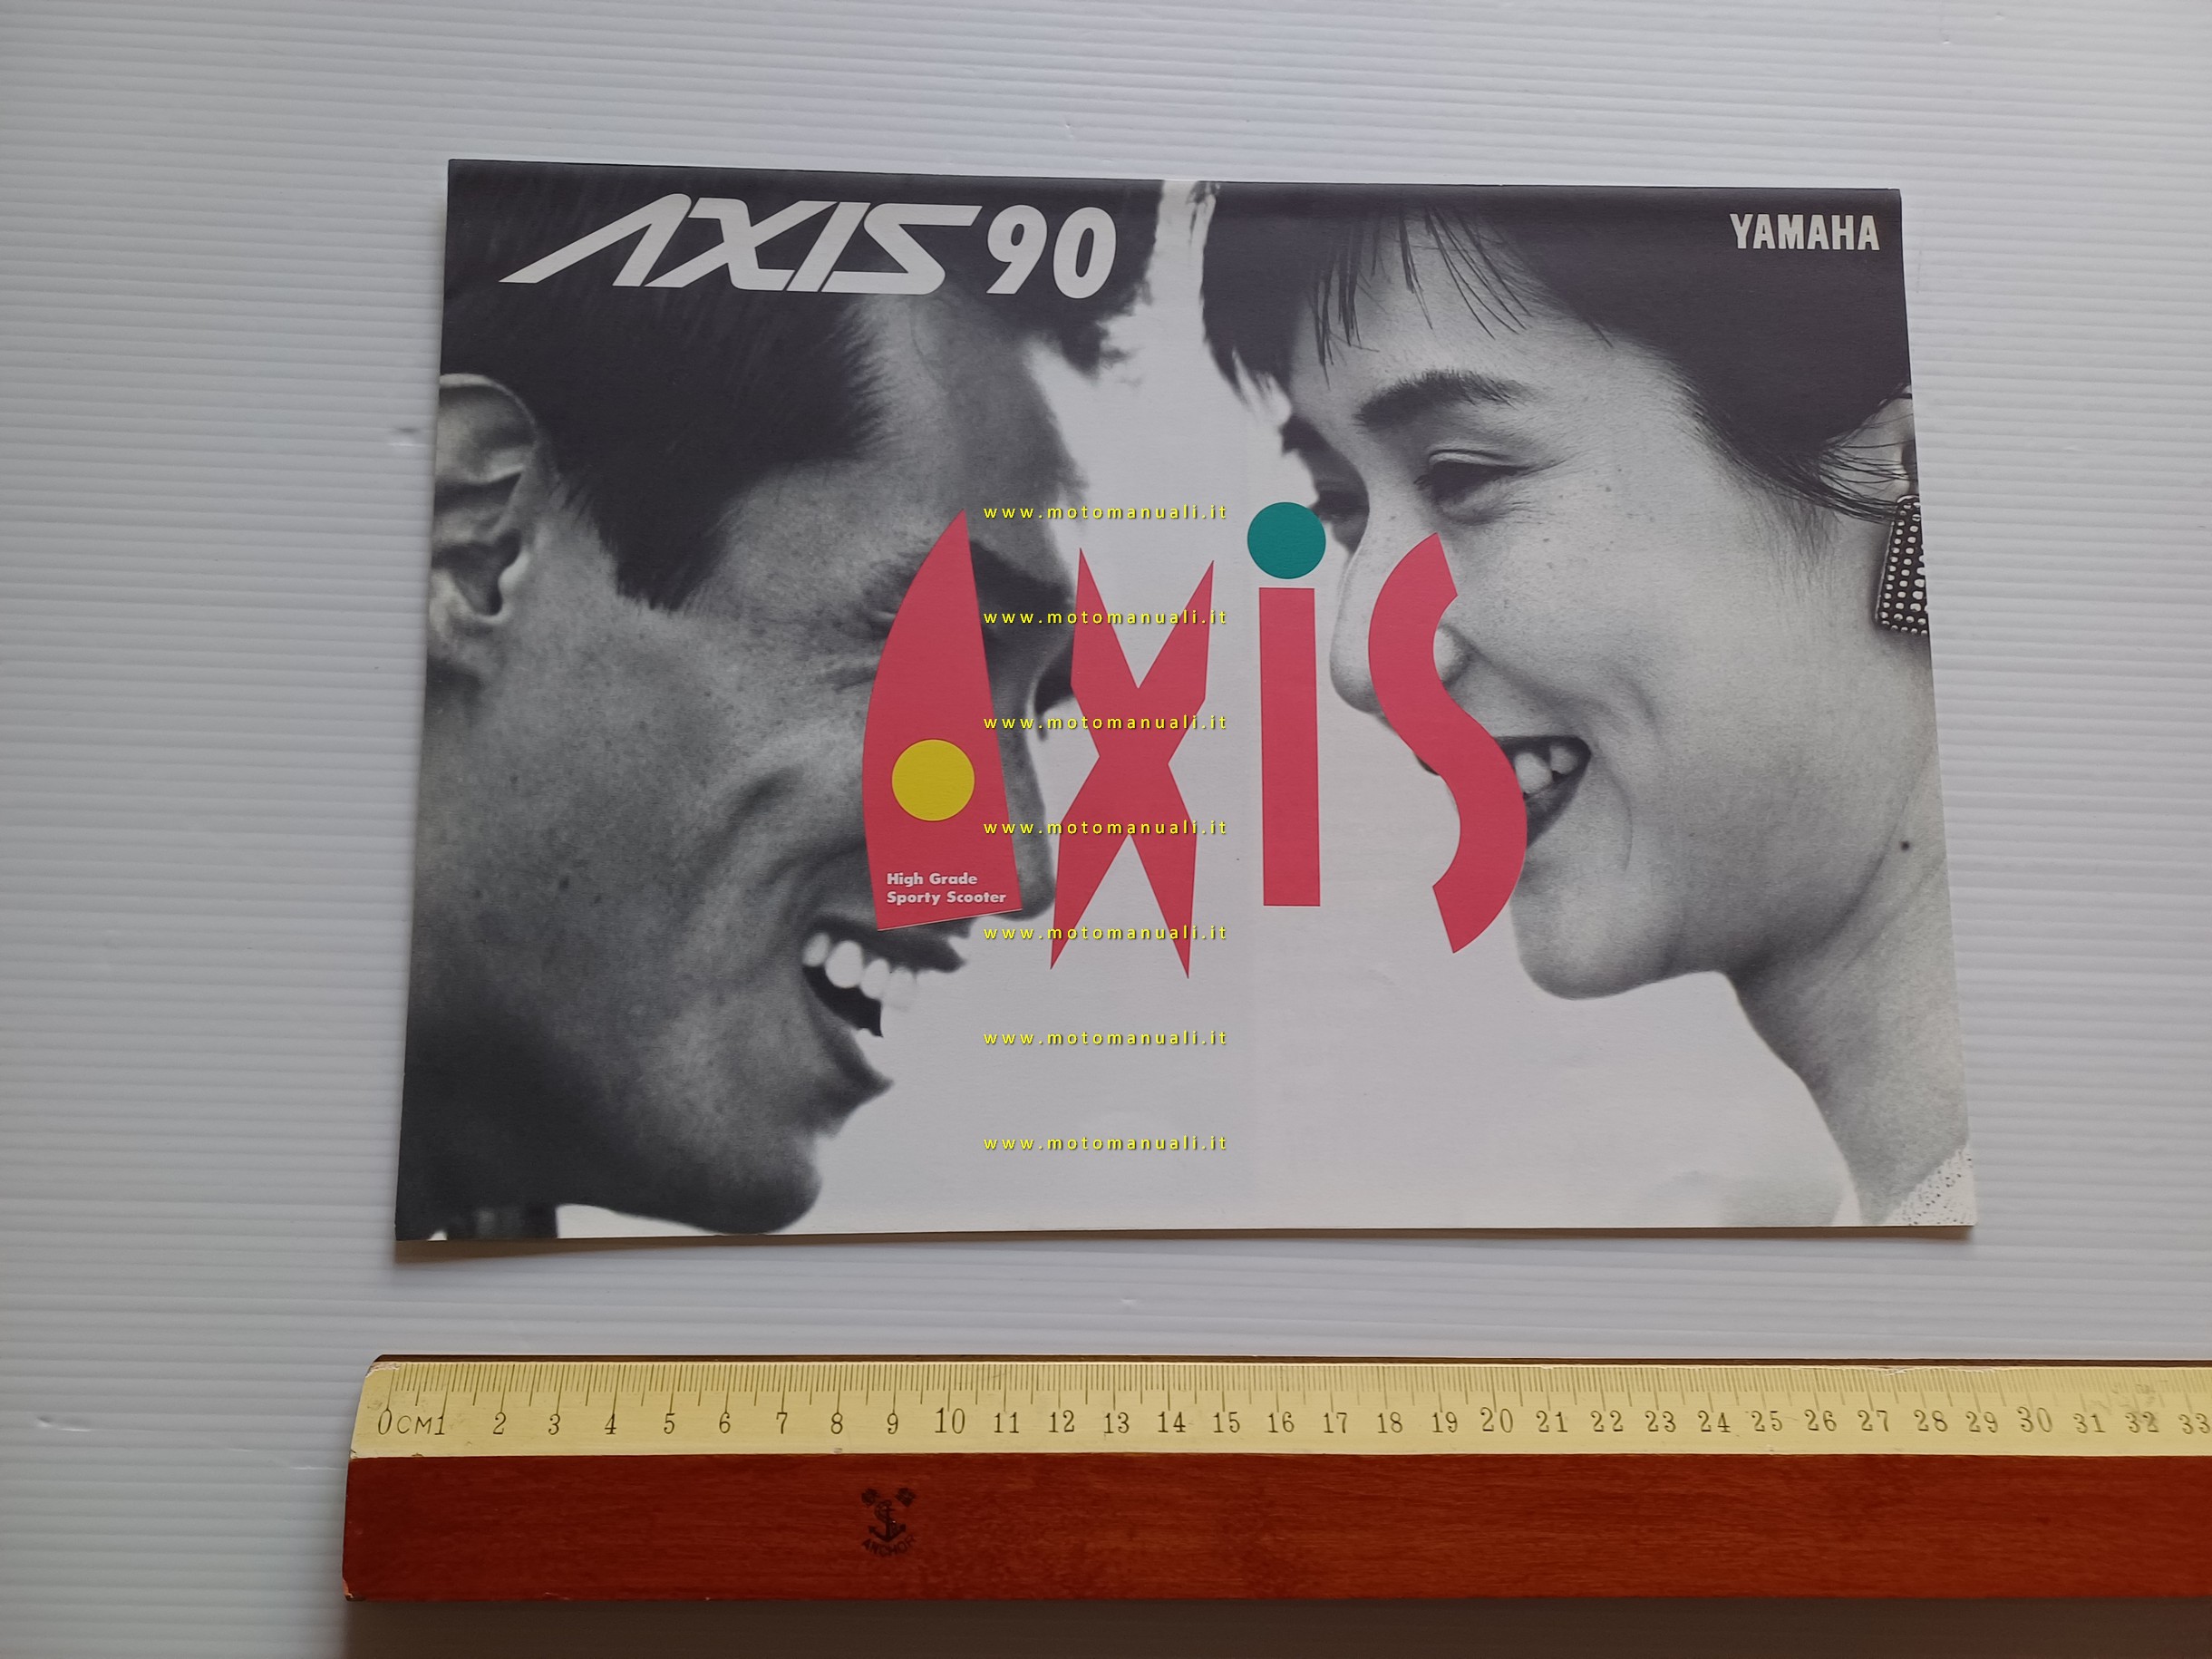 AXIS 90
YAMAHA
www.motomanuali.it
AXiS
www.motomanuali.it
www.motomanuali.it
www.motomanuali.it
High Grade
Sporty Scooter
www.motomanuali.it
www.motomanuali.it
www.motomanuali.it
0CM1 2 3 4 5 6 7 8 9 10 11 12 13 14 15 16 17 18 19 20 21 22 23 24 25 26 27 28 29 30 31 32 33
ANCHOR